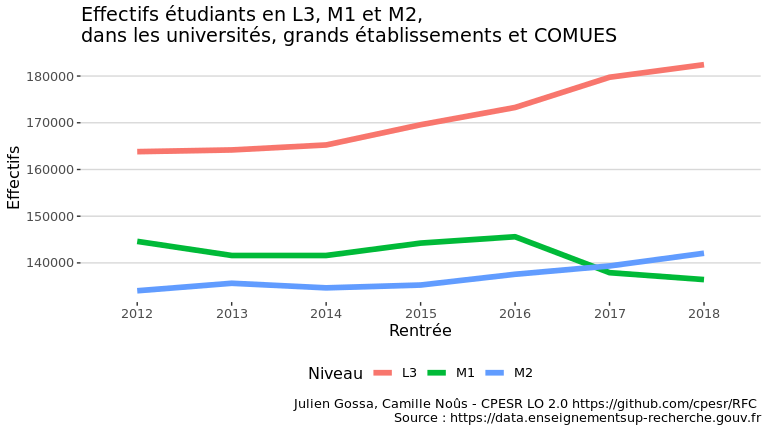 Effectifs étudiants en L3, M1 et M2,
dans les universités, grands établissements et COMUES
Effectifs
180000
170000
160000
150000
140000
2012 2013 2014 2015 2016 2017 2018
Rentrée
Niveau L3 M1 M2
Julien Gossa, Camille Noûs - CPESR LO 2.0 https://github.com/cpesr/RFC
Source : https://data.enseignementsup-recherche.gouv.fr